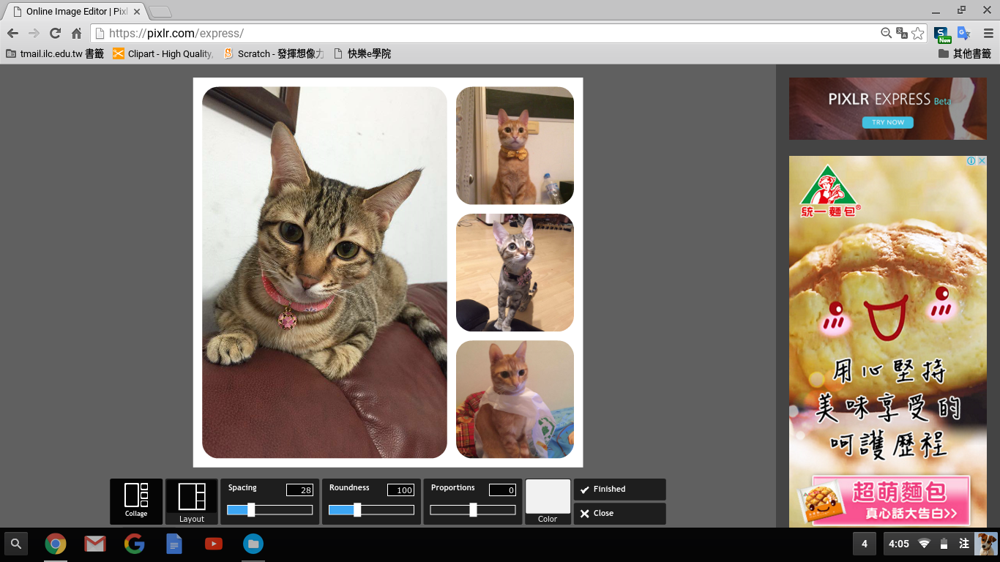 Online Image Editor | Pixl
https://pixlr.com/express/
New
tmail.ilc.edu.tw 書籤
Clipart - High Quality,
Scratch - 發揮想像力
快樂e學院
其他書籤
PIXLR EXPRESS Beta
TRY NOW
統一麵包®
用心堅持
美味享受的
呵護歷程
超萌麵包
真心話大告白>>
Collage
Layout
Spacing
28
Roundness
100
Proportions
0
Color
Finished
Close
4
4:05
注